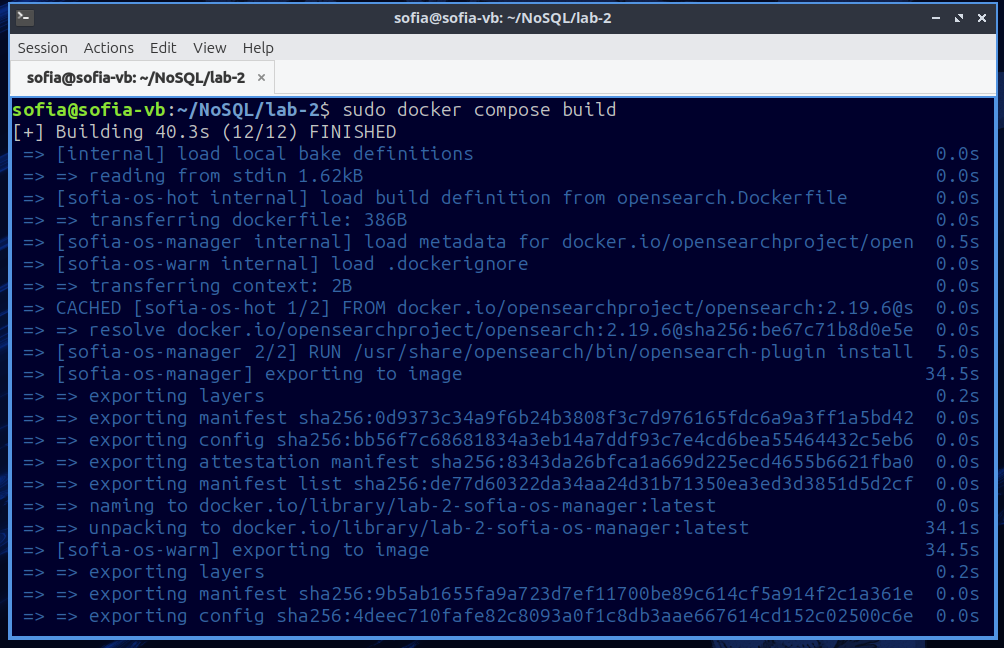 sofia@sofia-vb: ~/NoSQL/lab-2
Session Actions Edit View Help
sofia@sofia-vb: ~/NoSQL/lab-2 ×
sofia@sofia-vb:~/NoSQL/lab-2$ sudo docker compose build
[+] Building 40.3s (12/12) FINISHED
=> [internal] load local bake definitions 0.0s
=> => reading from stdin 1.62kB 0.0s
=> [sofia-os-hot internal] load build definition from opensearch.Dockerfile 0.0s
=> => transferring dockerfile: 386B 0.0s
=> [sofia-os-manager internal] load metadata for docker.io/opensearchproject/open 0.5s
=> [sofia-os-warm internal] load .dockerignore 0.0s
=> => transferring context: 2B 0.0s
=> CACHED [sofia-os-hot 1/2] FROM docker.io/opensearchproject/opensearch:2.19.6@s 0.0s
=> => resolve docker.io/opensearchproject/opensearch:2.19.6@sha256:be67c71b8d0e5e 0.0s
=> [sofia-os-manager 2/2] RUN /usr/share/opensearch/bin/opensearch-plugin install 5.0s
=> [sofia-os-manager] exporting to image 34.5s
=> => exporting layers 0.2s
=> => exporting manifest sha256:0d9373c34a9f6b24b3808f3c7d976165fdc6a9a3ff1a5bd42 0.0s
=> => exporting config sha256:bb56f7c68681834a3eb14a7ddf93c7e4cd6bea55464432c5eb6 0.0s
=> => exporting attestation manifest sha256:8343da26bfca1a669d225ecd4655b6621fba0 0.0s
=> => exporting manifest list sha256:de77d60322da34aa24d31b71350ea3ed3d3851d5d2cf 0.0s
=> => naming to docker.io/library/lab-2-sofia-os-manager:latest 0.0s
=> => unpacking to docker.io/library/lab-2-sofia-os-manager:latest 34.1s
=> [sofia-os-warm] exporting to image 34.5s
=> => exporting layers 0.2s
=> => exporting manifest sha256:9b5ab1655fa9a723d7ef11700be89c614cf5a914f2c1a361e 0.0s
=> => exporting config sha256:4deec710fafe82c8093a0f1c8db3aae667614cd152c02500c6e 0.0s